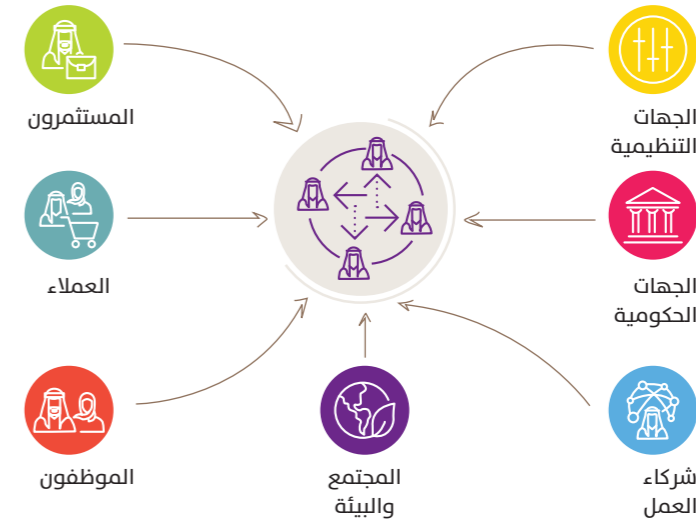 الجهات
التنظيمية
المستثمرون
الجهات
الحكومية
العملاء
شركاء
العمل
المجتمع
والبيئة
الموظفون